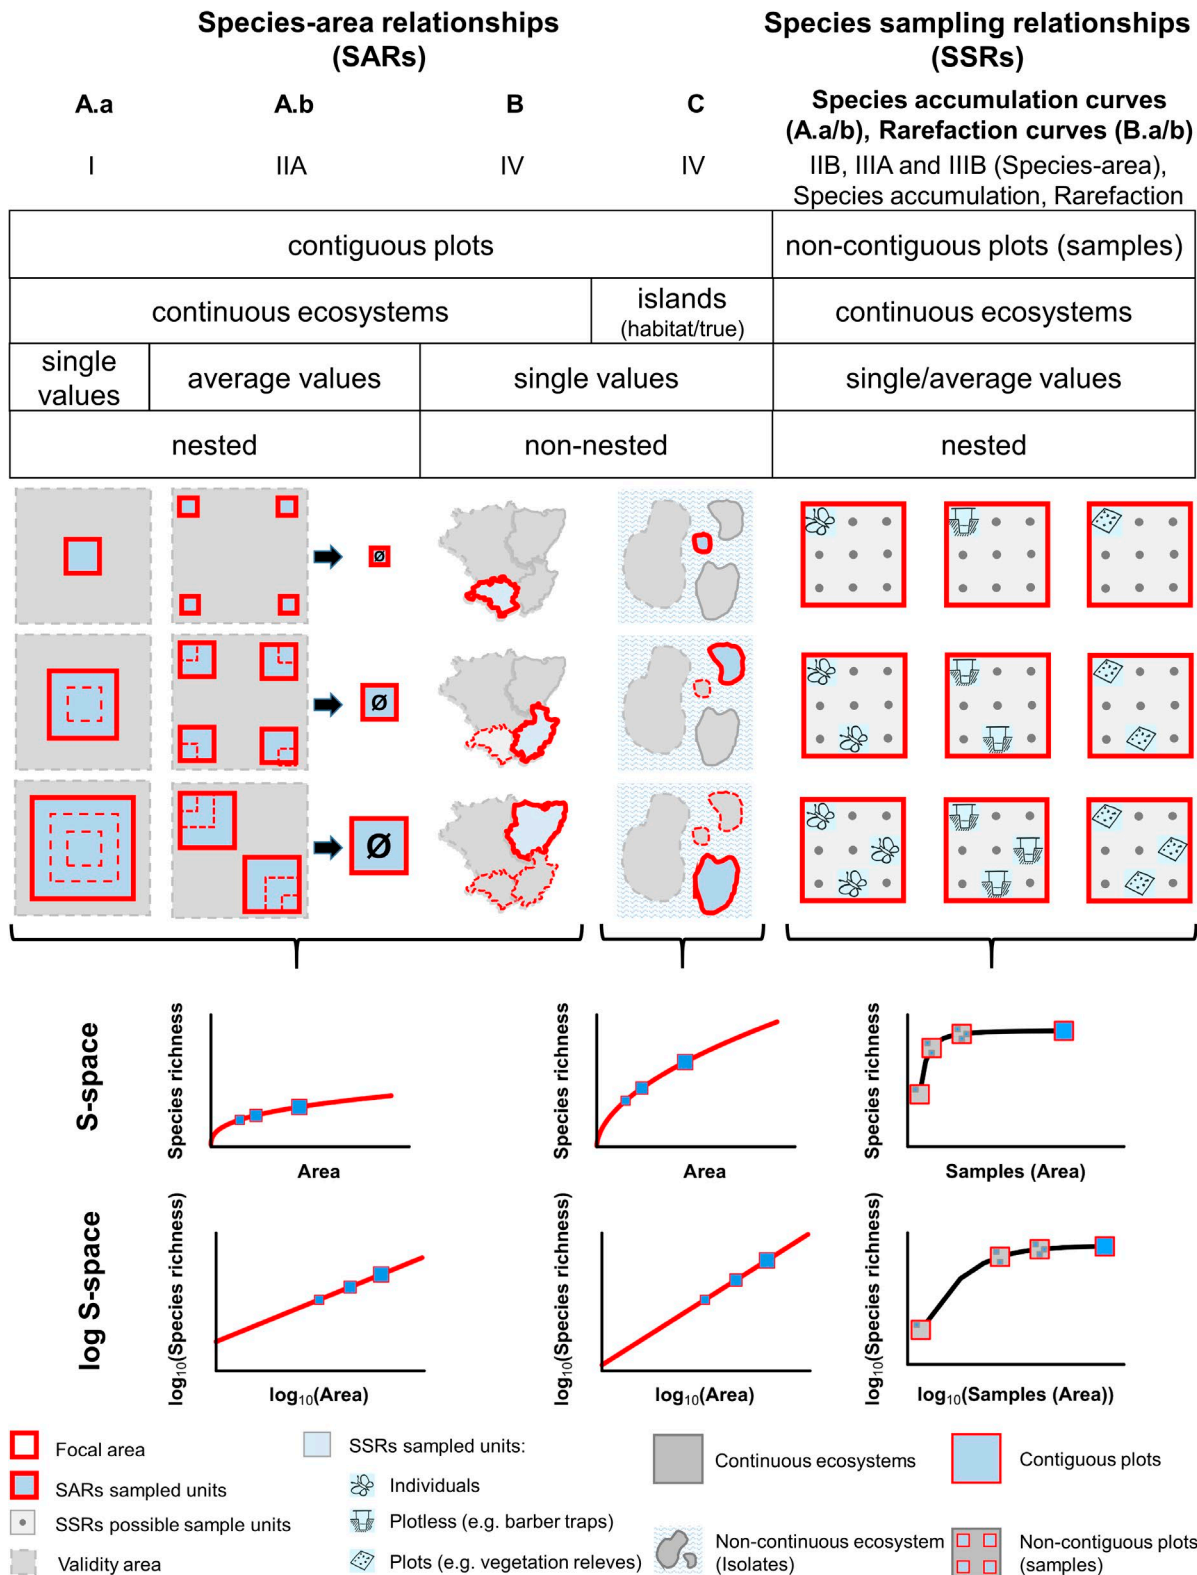 Species-area relationships
(SARs)
Species sampling relationships
(SSRs)
A.a
A.b
B
C
Species accumulation curves
(A.a/b), Rarefaction curves (B.a/b)
I
IIA
IV
IV
IIB, IIIA and IIIB (Species-area),
Species accumulation, Rarefaction
contiguous plots
non-contiguous plots (samples)
continuous ecosystems
islands
(habitat/true)
continuous ecosystems
single
values
average values
single values
single/average values
nested
non-nested
nested
Ø
Ø
Ø
S-space
Species richness
Area
Species richness
Area
Species richness
Samples (Area)
log S-space
log₁₀(Species richness)
log₁₀(Area)
log₁₀(Species richness)
log₁₀(Area)
log₁₀(Species richness)
log₁₀(Samples (Area))
Focal area
SARs sampled units
SSRs possible sample units
Validity area
SSRs sampled units:
Individuals
Plotless (e.g. barber traps)
Plots (e.g. vegetation releves)
Continuous ecosystems
Non-continuous ecosystem
(Isolates)
Contiguous plots
Non-contiguous plots
(samples)